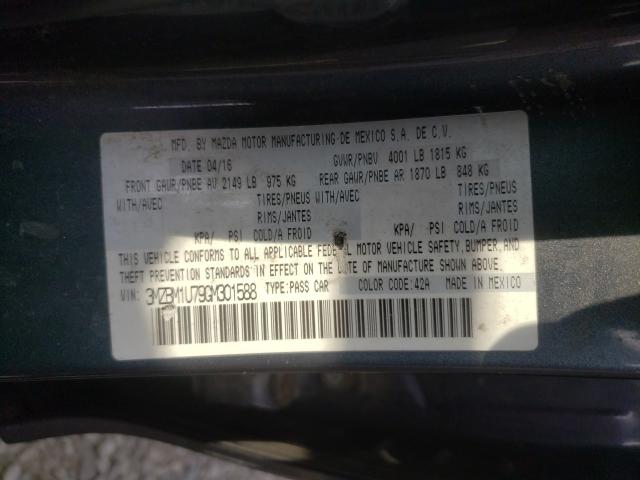 MFD. BY MAZDA MOTOR MANUFACTURING DE MEXICO S.A. DE C.V.
DATE 04/16 GVWR/PNBV 4001 LB 1815 KG
FRONT GAWR/PNBE AV 2149 LB 975 KG REAR GAWR/PNBE AR 1870 LB 848 KG
WITH/AVEC TIRES/PNEUS WITH/AVEC TIRES/PNEUS
RIMS/JANTES RIMS/JANTES
KPA/ PSI COLD/A FROID KPA/ PSI COLD/A FROID
THIS VEHICLE CONFORMS TO ALL APPLICABLE FEDERAL MOTOR VEHICLE SAFETY, BUMPER, AND
THEFT PREVENTION STANDARDS IN EFFECT ON THE DATE OF MANUFACTURE SHOWN ABOVE.
VIN: 3MZBM1U79GM301588 TYPE:PASS CAR COLOR CODE:42A MADE IN MEXICO